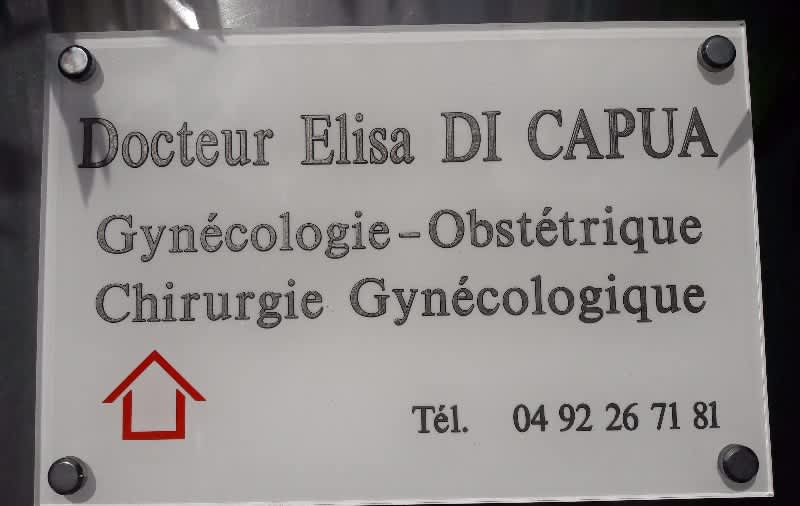 Docteur Elisa DI CAPUA
Gynécologie-Obstétrique
Chirurgie Gynécologique
Tél. 04 92 26 71 81